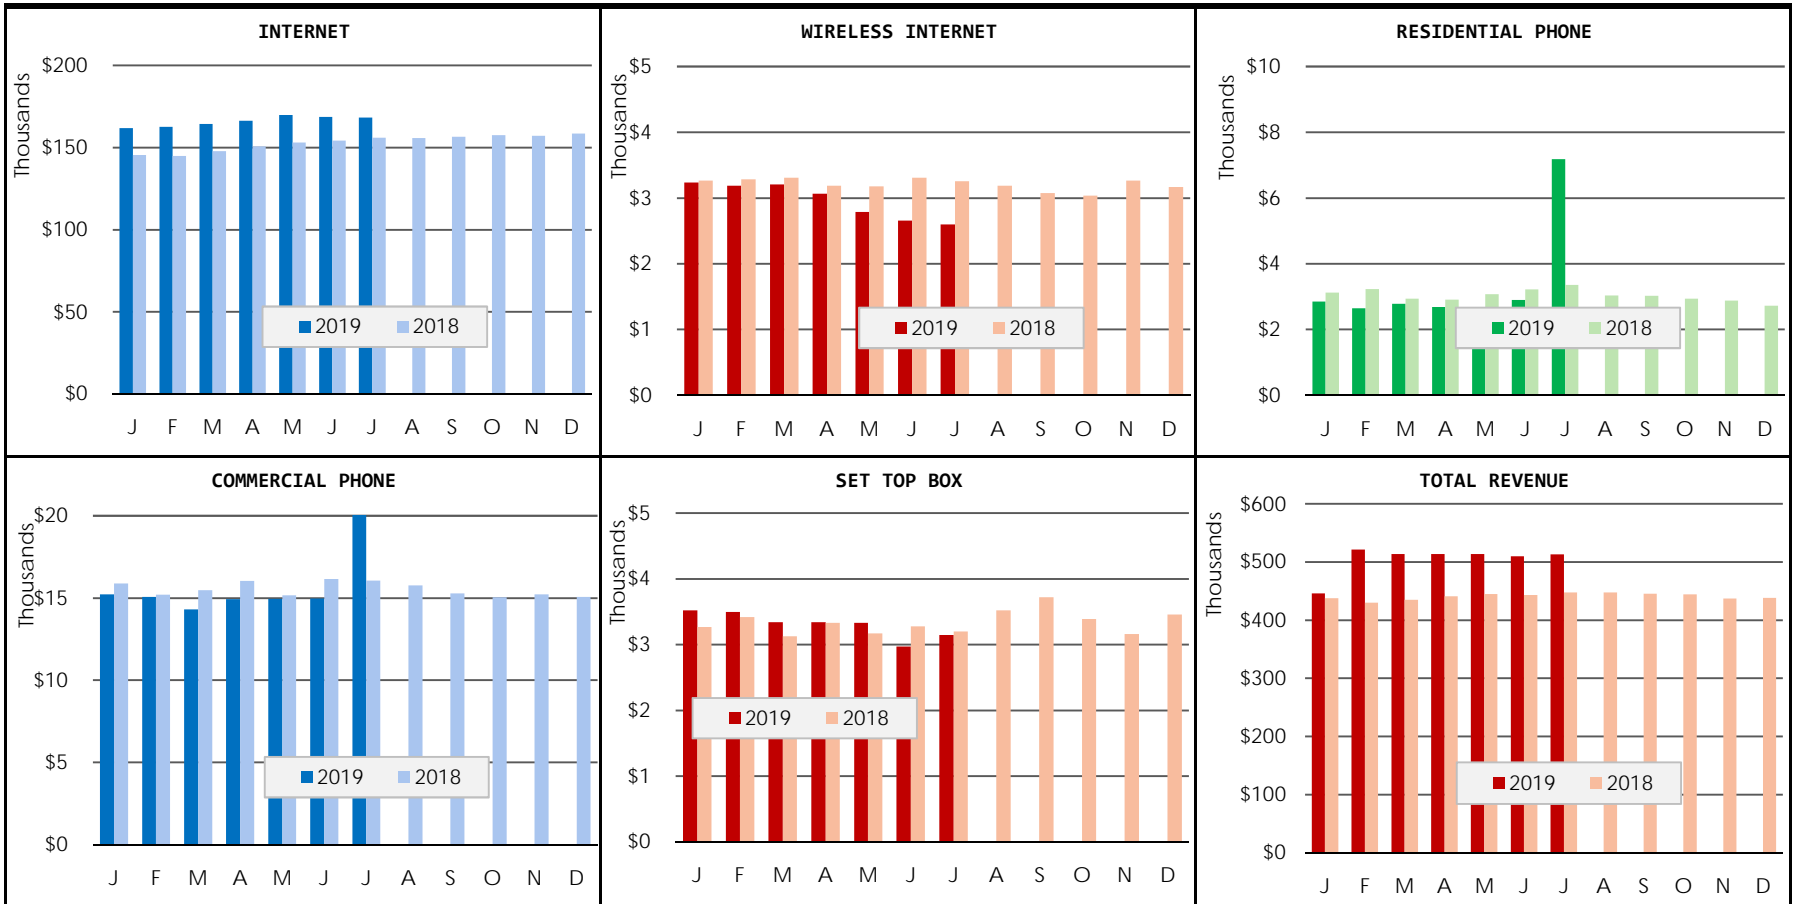 INTERNET
Thousands
$200
$150
$100
$50
$0
2019 2018
J F M A M J J A S O N D
WIRELESS INTERNET
Thousands
$5
$4
$3
$2
$1
$0
2019 2018
J F M A M J J A S O N D
RESIDENTIAL PHONE
Thousands
$10
$8
$6
$4
$2
$0
2019 2018
J F M A M J J A S O N D
COMMERCIAL PHONE
Thousands
$20
$15
$10
$5
$0
2019 2018
J F M A M J J A S O N D
SET TOP BOX
Thousands
$5
$4
$3
$2
$1
$0
2019 2018
J F M A M J J A S O N D
TOTAL REVENUE
Thousands
$600
$500
$400
$300
$200
$100
$0
2019 2018
J F M A M J J A S O N D